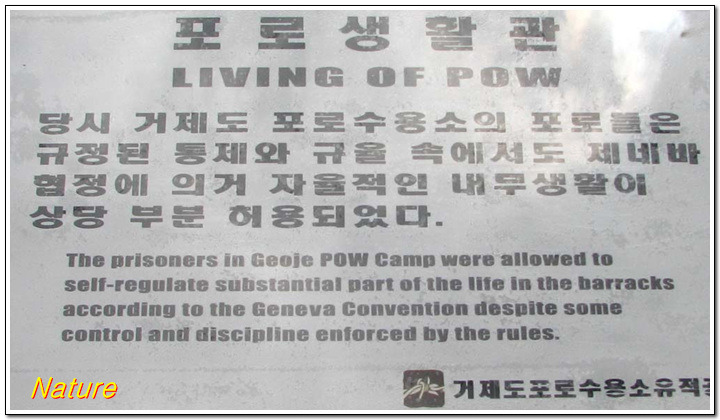 포로생활관
LIVING OF POW
당시 거제도 포로수용소의 포로들은
규정된 통제와 규율 속에서도 제네바
협정에 의거 자율적인 내무생활이
상당 부분 허용되었다.
The prisoners in Geoje POW Camp were allowed to
self-regulate substantial part of the life in the barracks
according to the Geneva Convention despite some
control and discipline enforced by the rules.
거제도포로수용소유적
Nature